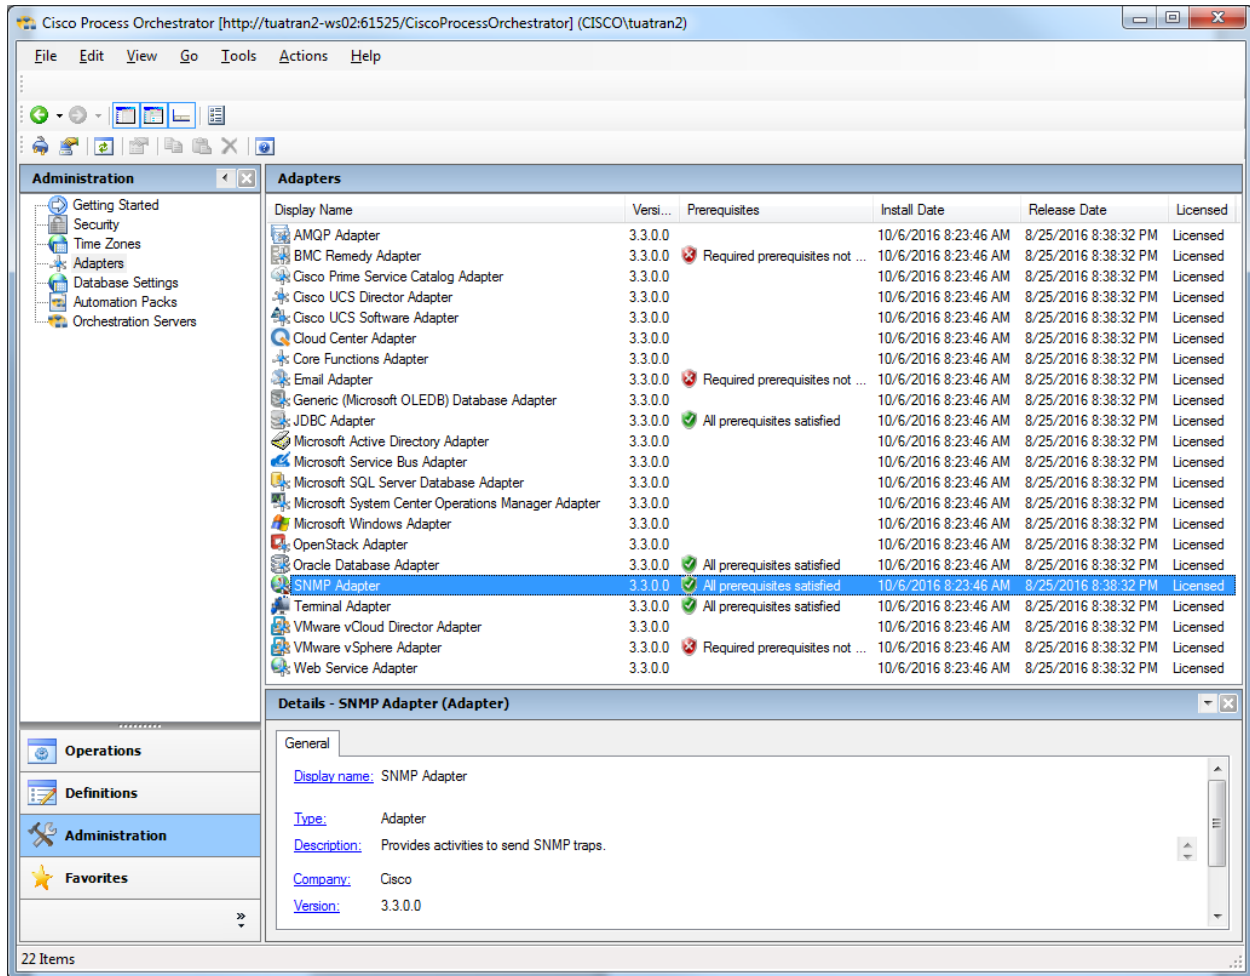 Cisco Process Orchestrator [http://tuatran2-ws02:61525/CiscoProcessOrchestrator] (CISCO\tuatran2)
File Edit View Go Tools Actions Help
Administration
Getting Started
Security
Time Zones
Adapters
Database Settings
Automation Packs
Orchestration Servers
Operations
Definitions
Administration
Favorites
Adapters
Display Name Versi... Prerequisites Install Date Release Date Licensed
AMQP Adapter 3.3.0.0 10/6/2016 8:23:46 AM 8/25/2016 8:38:32 PM Licensed
BMC Remedy Adapter 3.3.0.0 Required prerequisites not ... 10/6/2016 8:23:46 AM 8/25/2016 8:38:32 PM Licensed
Cisco Prime Service Catalog Adapter 3.3.0.0 10/6/2016 8:23:46 AM 8/25/2016 8:38:32 PM Licensed
Cisco UCS Director Adapter 3.3.0.0 10/6/2016 8:23:46 AM 8/25/2016 8:38:32 PM Licensed
Cisco UCS Software Adapter 3.3.0.0 10/6/2016 8:23:46 AM 8/25/2016 8:38:32 PM Licensed
Cloud Center Adapter 3.3.0.0 10/6/2016 8:23:46 AM 8/25/2016 8:38:32 PM Licensed
Core Functions Adapter 3.3.0.0 10/6/2016 8:23:46 AM 8/25/2016 8:38:32 PM Licensed
Email Adapter 3.3.0.0 Required prerequisites not ... 10/6/2016 8:23:46 AM 8/25/2016 8:38:32 PM Licensed
Generic (Microsoft OLEDB) Database Adapter 3.3.0.0 10/6/2016 8:23:46 AM 8/25/2016 8:38:32 PM Licensed
JDBC Adapter 3.3.0.0 All prerequisites satisfied 10/6/2016 8:23:46 AM 8/25/2016 8:38:32 PM Licensed
Microsoft Active Directory Adapter 3.3.0.0 10/6/2016 8:23:46 AM 8/25/2016 8:38:32 PM Licensed
Microsoft Service Bus Adapter 3.3.0.0 10/6/2016 8:23:46 AM 8/25/2016 8:38:32 PM Licensed
Microsoft SQL Server Database Adapter 3.3.0.0 10/6/2016 8:23:46 AM 8/25/2016 8:38:32 PM Licensed
Microsoft System Center Operations Manager Adapter 3.3.0.0 10/6/2016 8:23:46 AM 8/25/2016 8:38:32 PM Licensed
Microsoft Windows Adapter 3.3.0.0 10/6/2016 8:23:46 AM 8/25/2016 8:38:32 PM Licensed
OpenStack Adapter 3.3.0.0 10/6/2016 8:23:46 AM 8/25/2016 8:38:32 PM Licensed
Oracle Database Adapter 3.3.0.0 All prerequisites satisfied 10/6/2016 8:23:46 AM 8/25/2016 8:38:32 PM Licensed
SNMP Adapter 3.3.0.0 All prerequisites satisfied 10/6/2016 8:23:46 AM 8/25/2016 8:38:32 PM Licensed
Terminal Adapter 3.3.0.0 All prerequisites satisfied 10/6/2016 8:23:46 AM 8/25/2016 8:38:32 PM Licensed
VMware vCloud Director Adapter 3.3.0.0 10/6/2016 8:23:46 AM 8/25/2016 8:38:32 PM Licensed
VMware vSphere Adapter 3.3.0.0 Required prerequisites not ... 10/6/2016 8:23:46 AM 8/25/2016 8:38:32 PM Licensed
Web Service Adapter 3.3.0.0 10/6/2016 8:23:46 AM 8/25/2016 8:38:32 PM Licensed
Details - SNMP Adapter (Adapter)
General
Display name: SNMP Adapter
Type: Adapter
Description: Provides activities to send SNMP traps.
Company: Cisco
Version: 3.3.0.0
22 Items